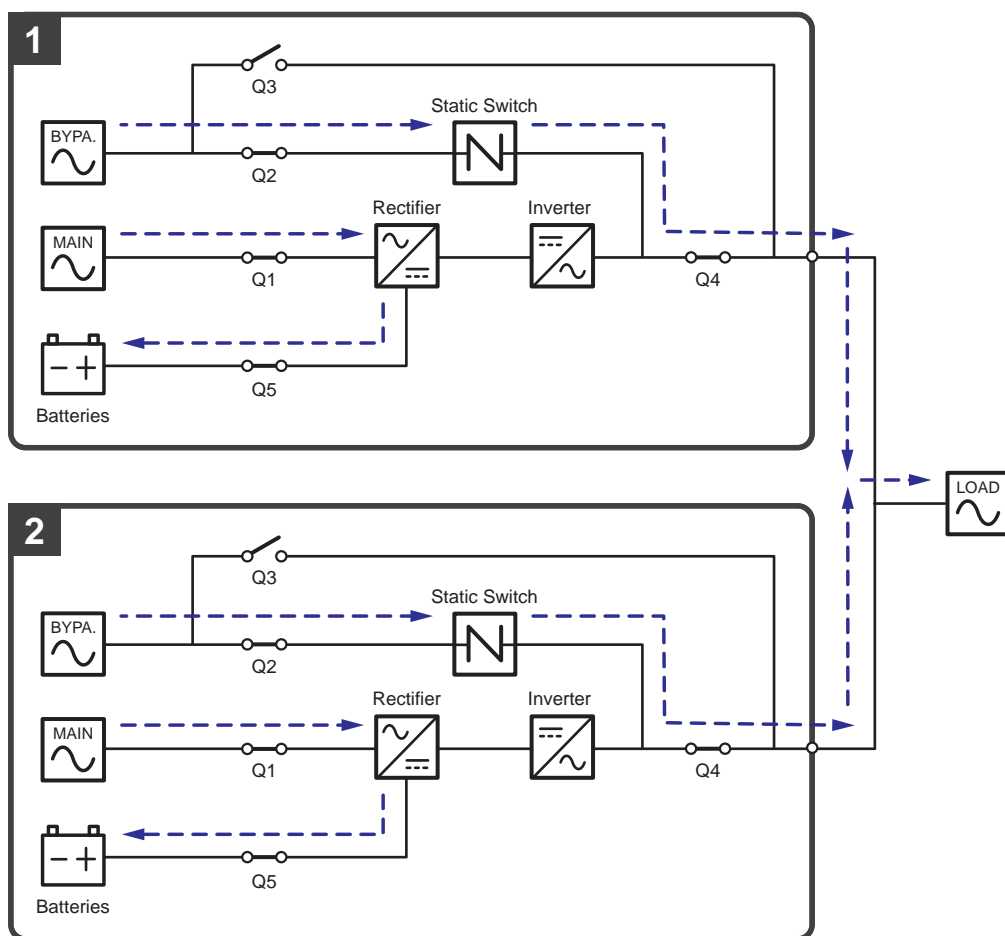 1
Q3
Static Switch
BYPA.
Q2
Rectifier
Inverter
MAIN
Q1
Q4
Q5
Batteries
LOAD
2
Q3
Static Switch
BYPA.
Q2
Rectifier
Inverter
MAIN
Q1
Q4
Q5
Batteries